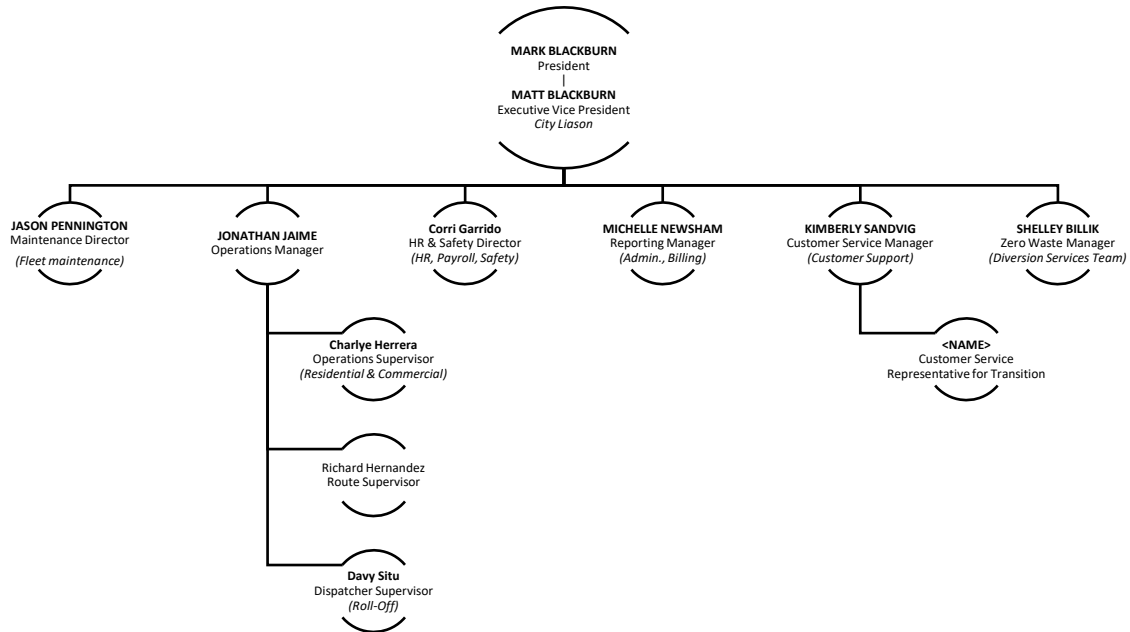 MARK BLACKBURN
President
|
MATT BLACKBURN
Executive Vice President
City Liason
JASON PENNINGTON
Maintenance Director
(Fleet maintenance)
JONATHAN JAIME
Operations Manager
Corri Garrido
HR & Safety Director
(HR, Payroll, Safety)
MICHELLE NEWSHAM
Reporting Manager
(Admin., Billing)
KIMBERLY SANDVIG
Customer Service Manager
(Customer Support)
SHELLEY BILLIK
Zero Waste Manager
(Diversion Services Team)
Charlye Herrera
Operations Supervisor
(Residential & Commercial)
<NAME>
Customer Service
Representative for Transition
Richard Hernandez
Route Supervisor
Davy Situ
Dispatcher Supervisor
(Roll-Off)